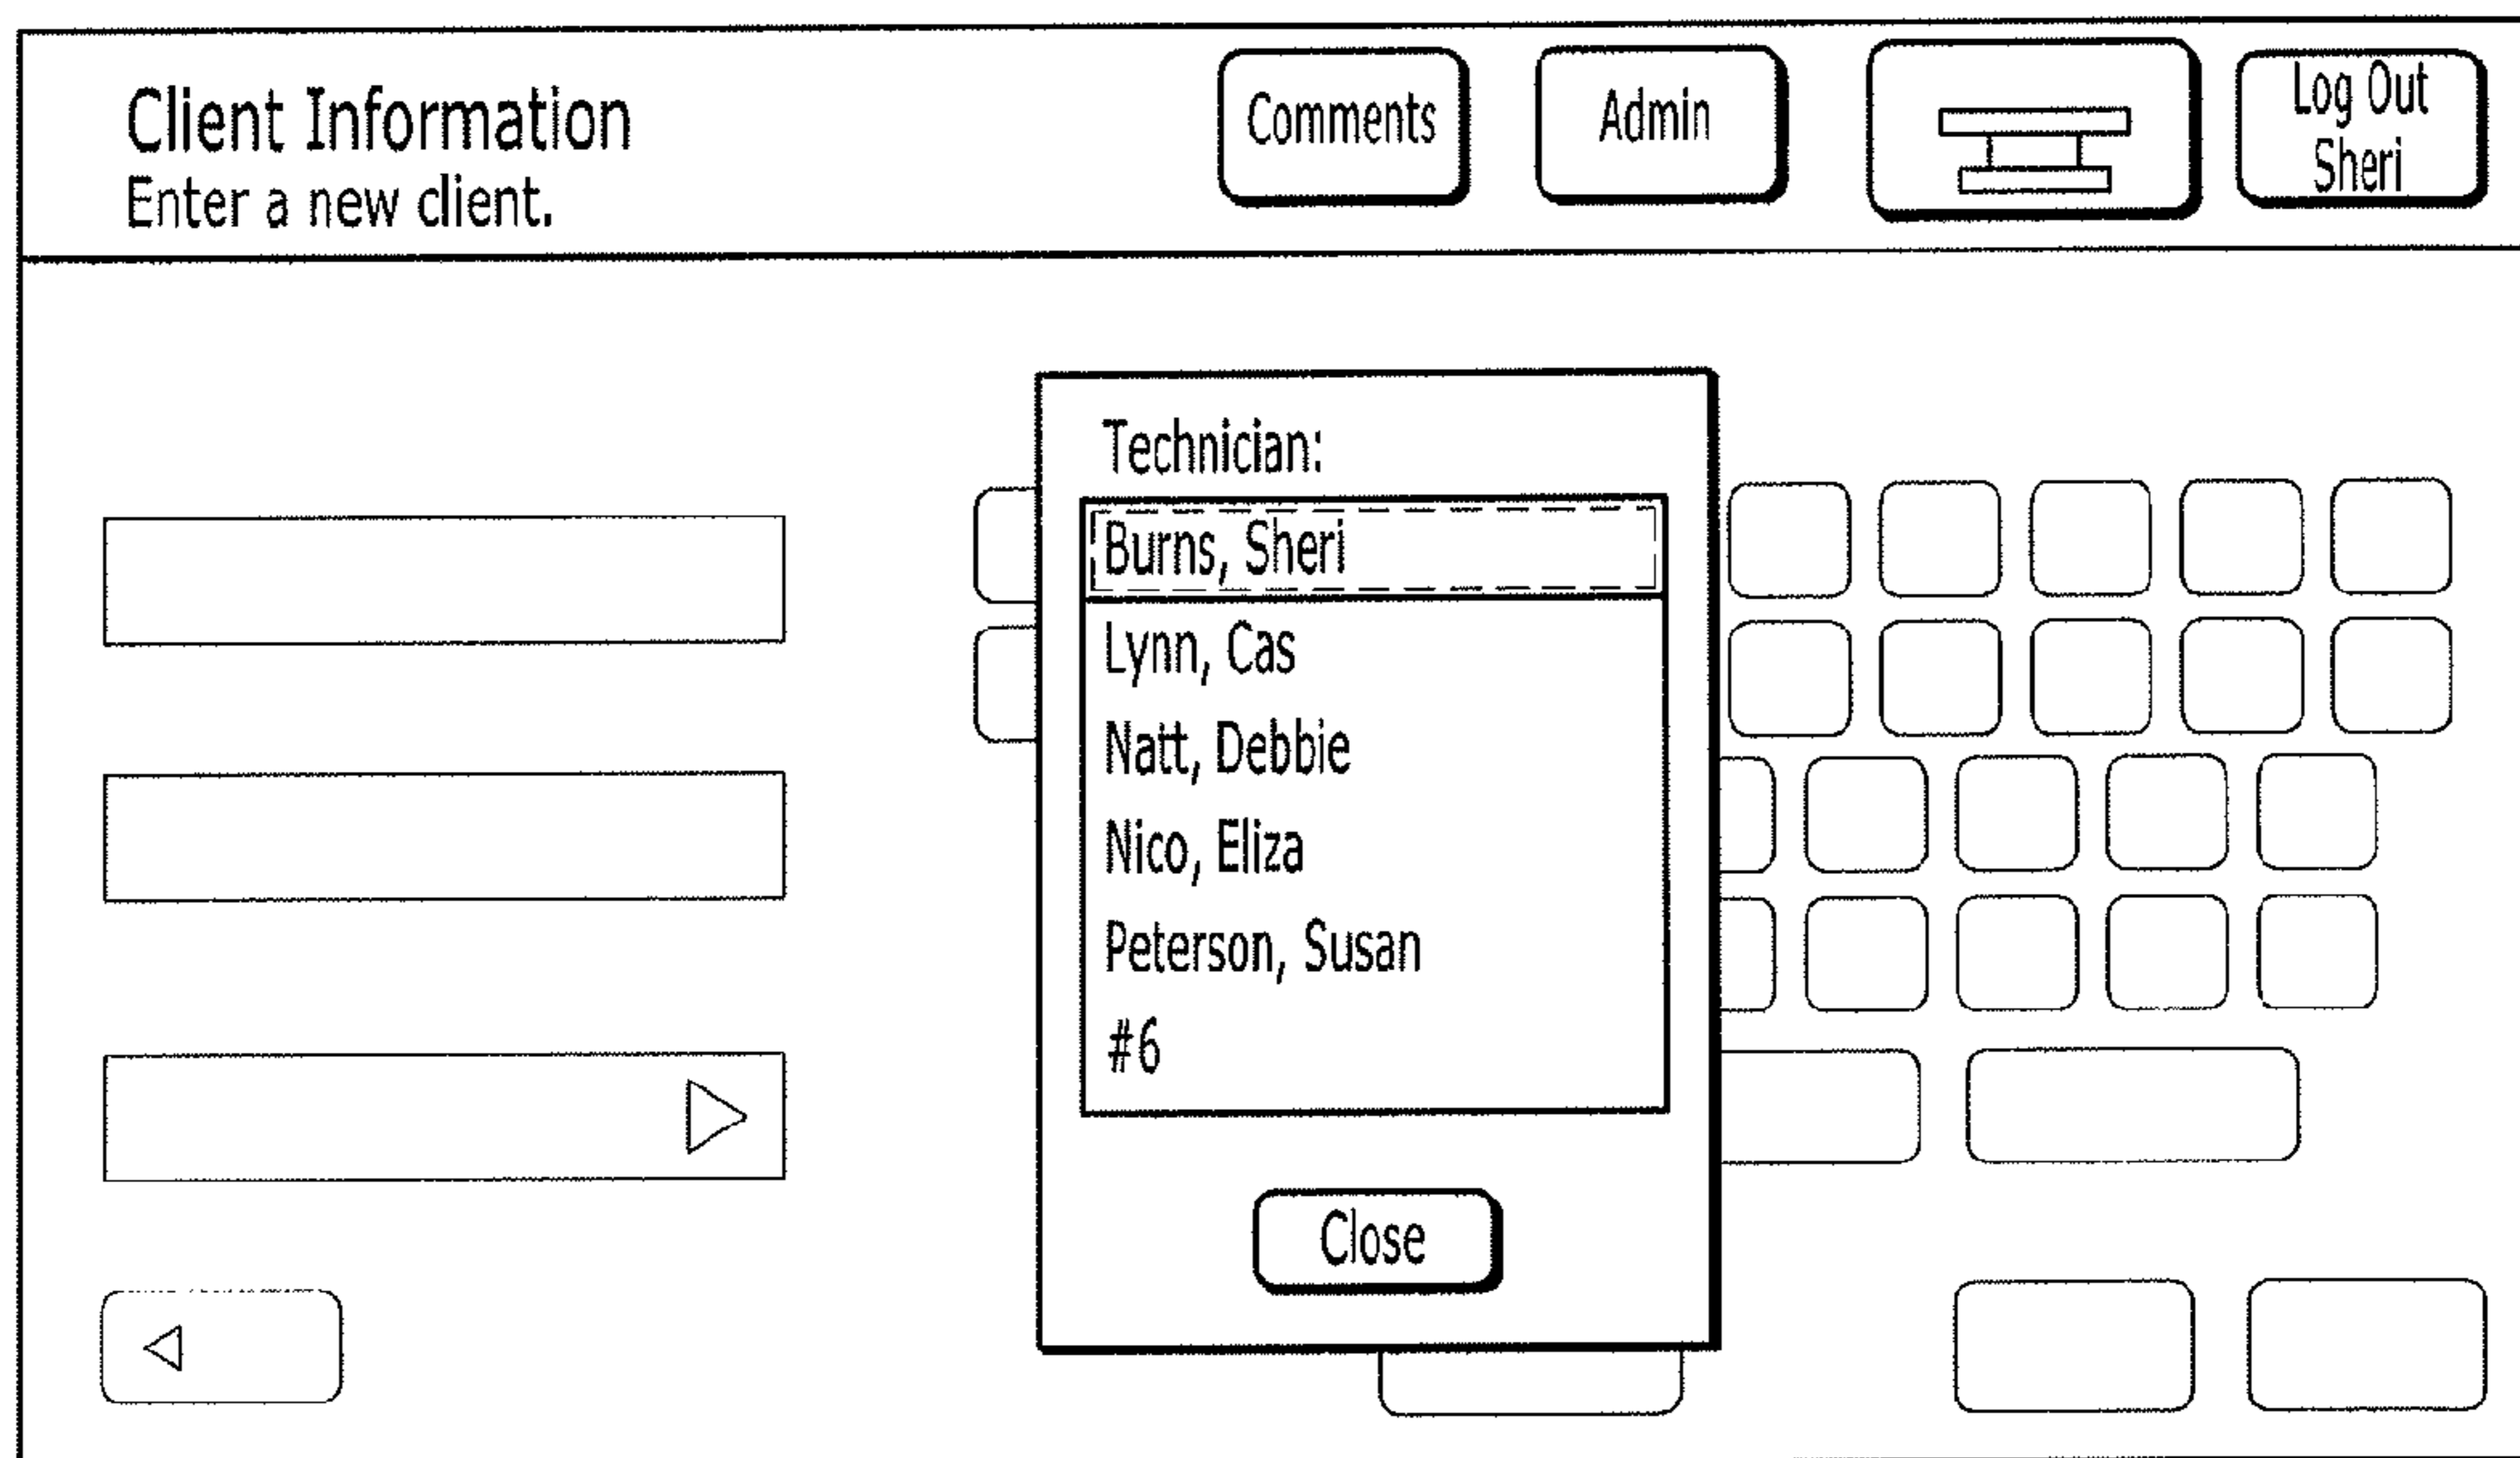 Client Information
Enter a new client.
Comments
Admin
Log Out
Sheri
Technician:
Burns, Sheri
Lynn, Cas
Natt, Debbie
Nico, Eliza
Peterson, Susan
#6
Close